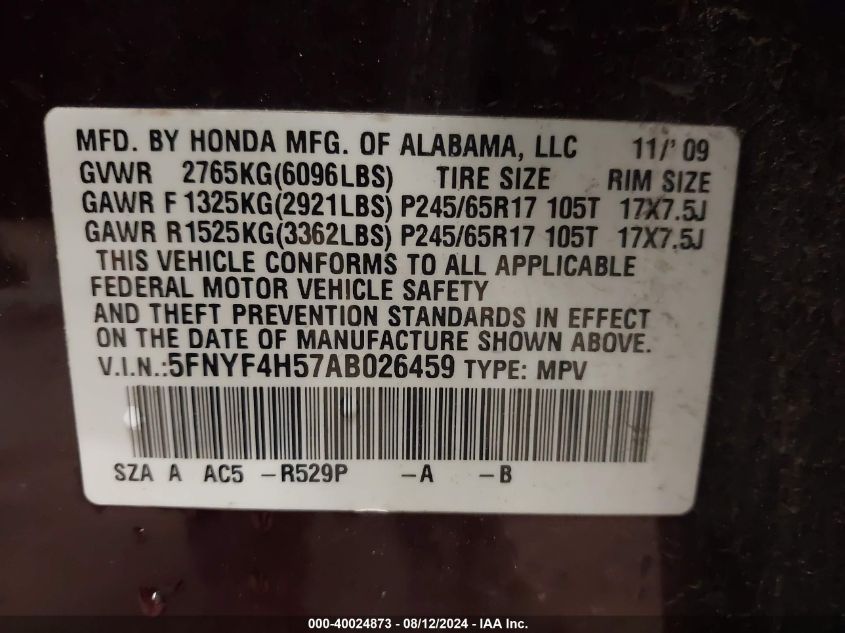 MFD. BY HONDA MFG. OF ALABAMA, LLC 11/' 09
GVWR 2765KG(6096LBS) TIRE SIZE RIM SIZE
GAWR F 1325KG(2921LBS) P245/65R17 105T 17X7.5J
GAWR R1525KG(3362LBS) P245/65R17 105T 17X7.5J
THIS VEHICLE CONFORMS TO ALL APPLICABLE
FEDERAL MOTOR VEHICLE SAFETY
AND THEFT PREVENTION STANDARDS IN EFFECT
ON THE DATE OF MANUFACTURE SHOWN ABOVE.
V.I.N.:5FNYF4H57AB026459 TYPE: MPV
SZA A AC5 -R529P -A -B
000-40024873 - 08/12/2024 - IAA Inc.